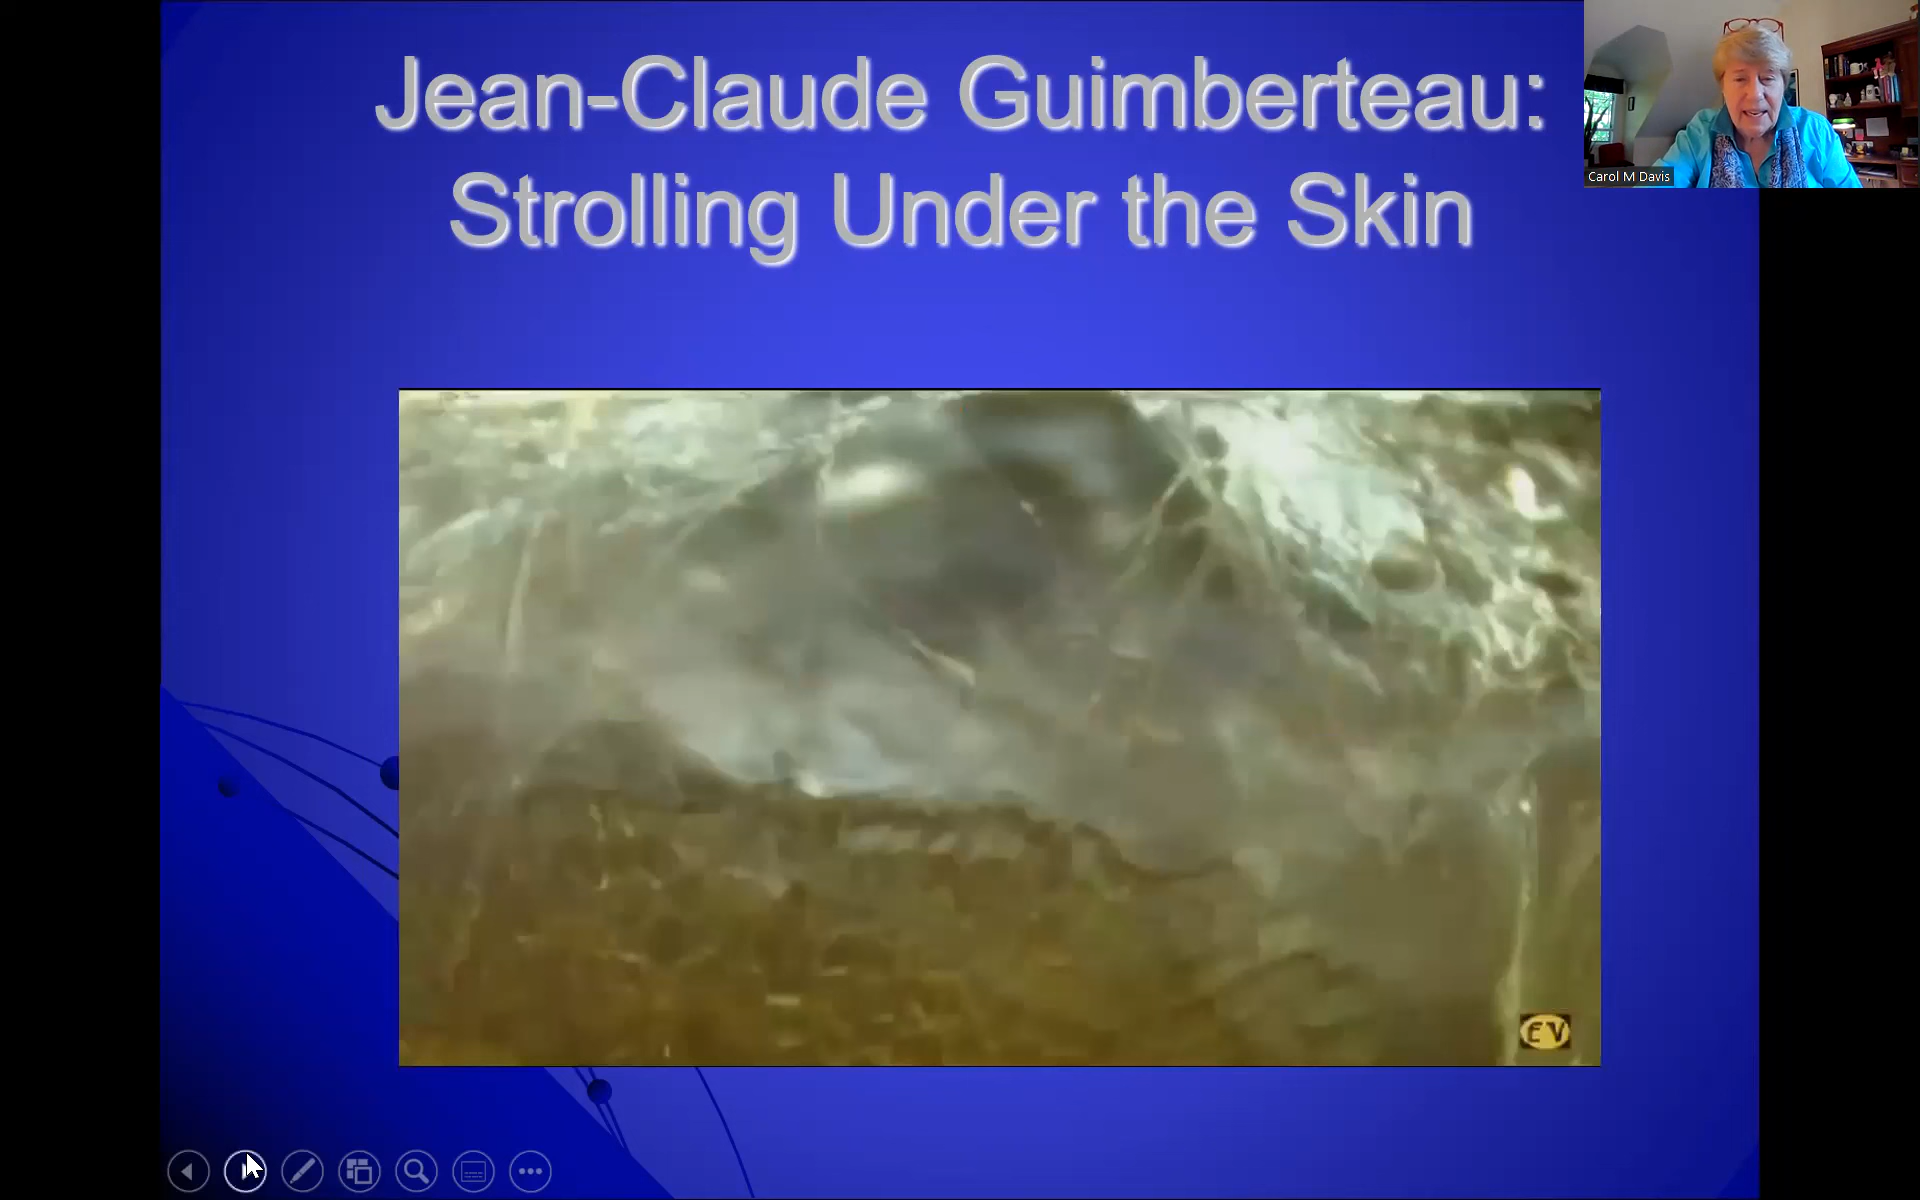 Jean-Claude Guimberteau:
Strolling Under the Skin
Carol M Davis
EV